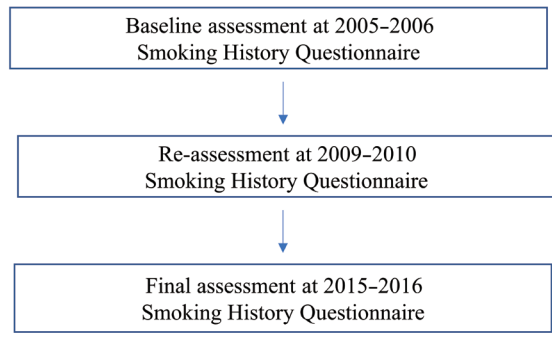 Baseline assessment at 2005–2006
Smoking History Questionnaire
Re-assessment at 2009–2010
Smoking History Questionnaire
Final assessment at 2015–2016
Smoking History Questionnaire